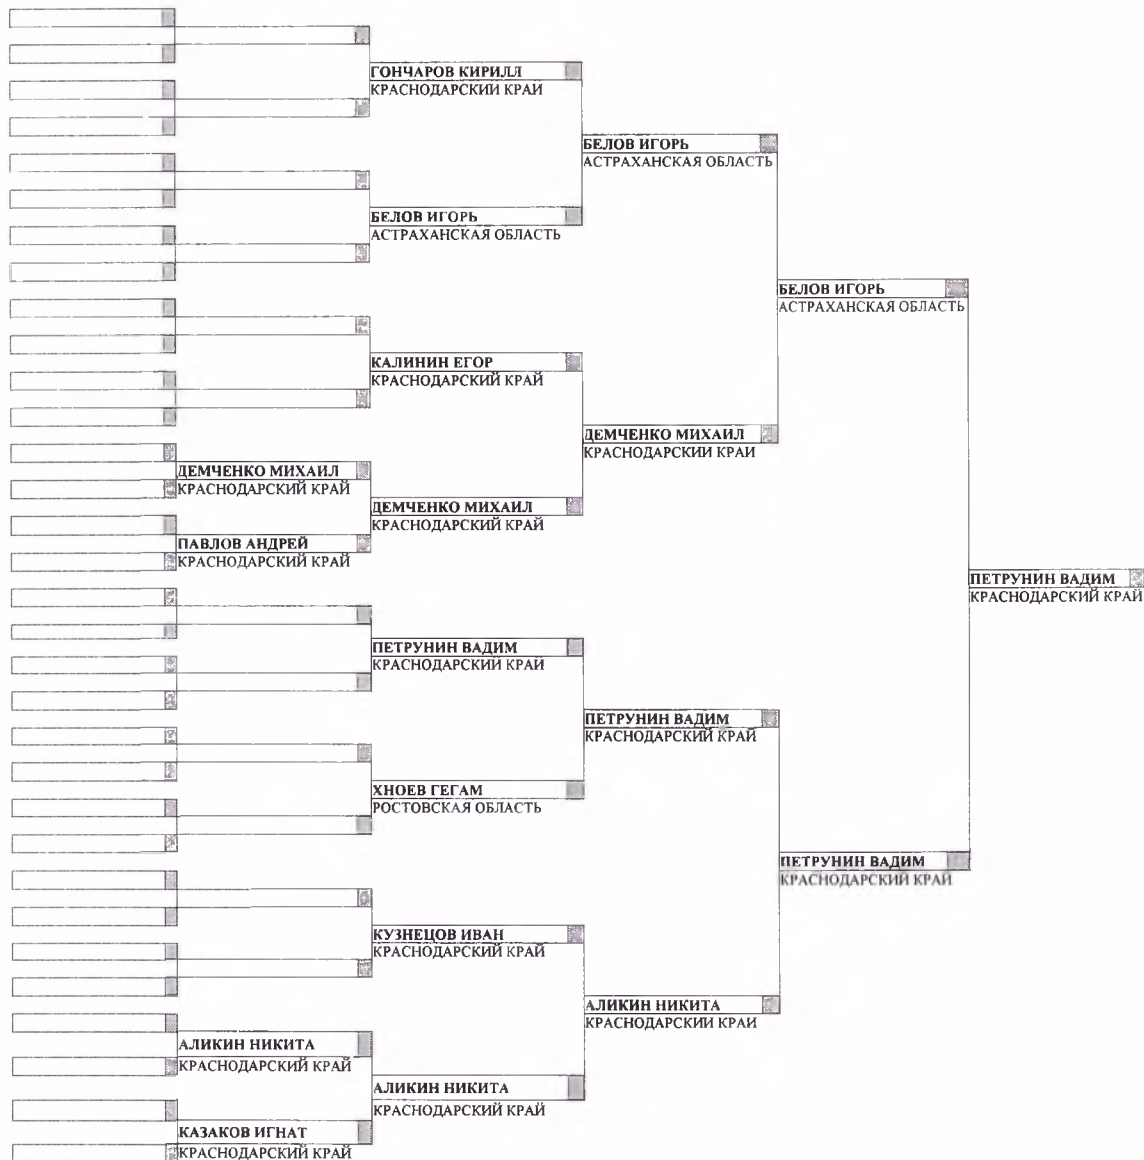 ГОНЧАРОВ КИРИЛЛ
КРАСНОДАРСКИЙ КРАЙ
БЕЛОВ ИГОРЬ
АСТРАХАНСКАЯ ОБЛАСТЬ
БЕЛОВ ИГОРЬ
АСТРАХАНСКАЯ ОБЛАСТЬ
БЕЛОВ ИГОРЬ
АСТРАХАНСКАЯ ОБЛАСТЬ
КАЛИНИН ЕГОР
КРАСНОДАРСКИЙ КРАЙ
ДЕМЧЕНКО МИХАИЛ
КРАСНОДАРСКИЙ КРАЙ
ДЕМЧЕНКО МИХАИЛ
КРАСНОДАРСКИЙ КРАЙ
ДЕМЧЕНКО МИХАИЛ
КРАСНОДАРСКИЙ КРАЙ
ПАВЛОВ АНДРЕЙ
КРАСНОДАРСКИЙ КРАЙ
ПЕТРУНИН ВАДИМ
КРАСНОДАРСКИЙ КРАЙ
ПЕТРУНИН ВАДИМ
КРАСНОДАРСКИЙ КРАЙ
ПЕТРУНИН ВАДИМ
КРАСНОДАРСКИЙ КРАЙ
ХНОЕВ ГЕГАМ
РОСТОВСКАЯ ОБЛАСТЬ
ПЕТРУНИН ВАДИМ
КРАСНОДАРСКИЙ КРАЙ
КУЗНЕЦОВ ИВАН
КРАСНОДАРСКИЙ КРАЙ
АЛИКИН НИКИТА
КРАСНОДАРСКИЙ КРАЙ
АЛИКИН НИКИТА
КРАСНОДАРСКИЙ КРАЙ
АЛИКИН НИКИТА
КРАСНОДАРСКИЙ КРАЙ
КАЗАКОВ ИГНАТ
КРАСНОДАРСКИЙ КРАЙ